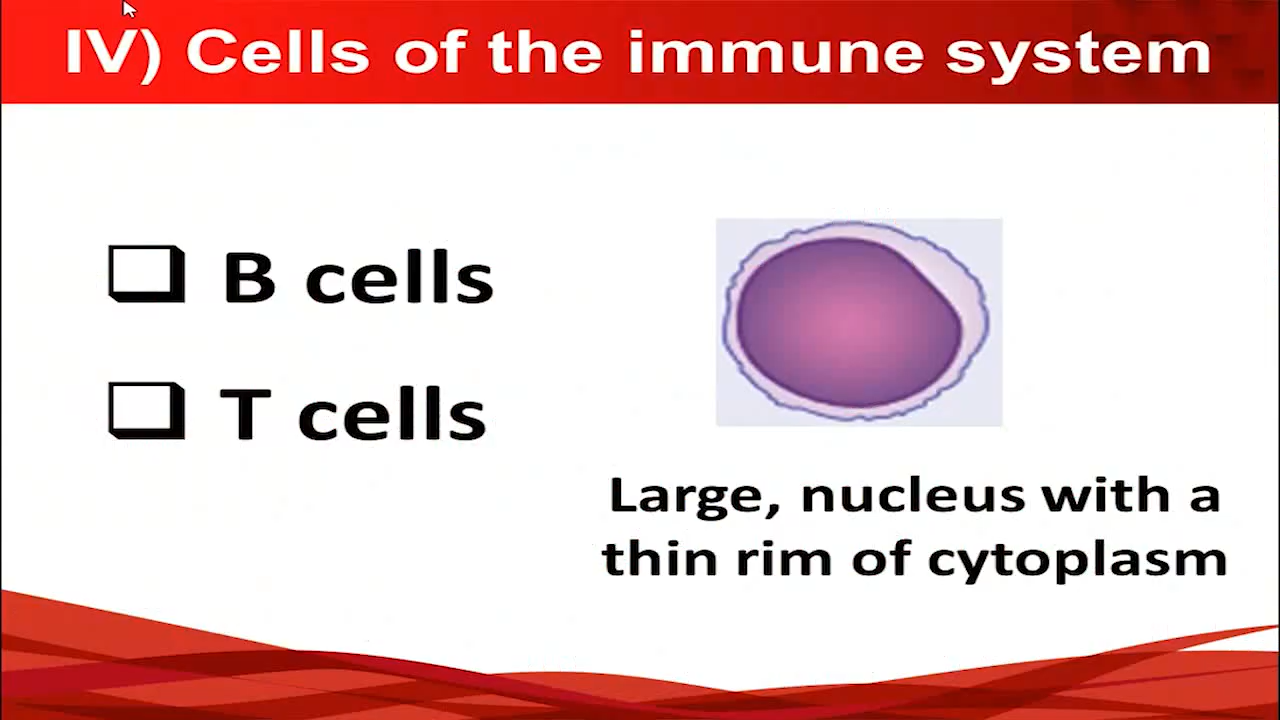 IV) Cells of the immune system
B cells
T cells
Large, nucleus with a
thin rim of cytoplasm